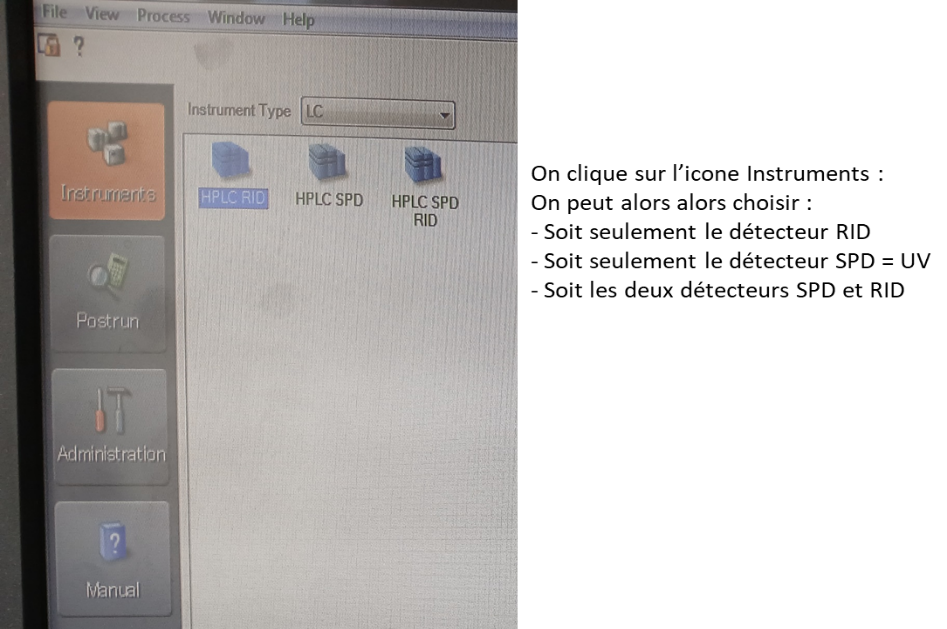 File View Process Window Help
?
Instrument Type LC
Instruments
HPLC RID
HPLC SPD
HPLC SPD
RID
Postrun
Administration
?
Manual
On clique sur l'icone Instruments :
On peut alors alors choisir :
- Soit seulement le détecteur RID
- Soit seulement le détecteur SPD = UV
- Soit les deux détecteurs SPD et RID